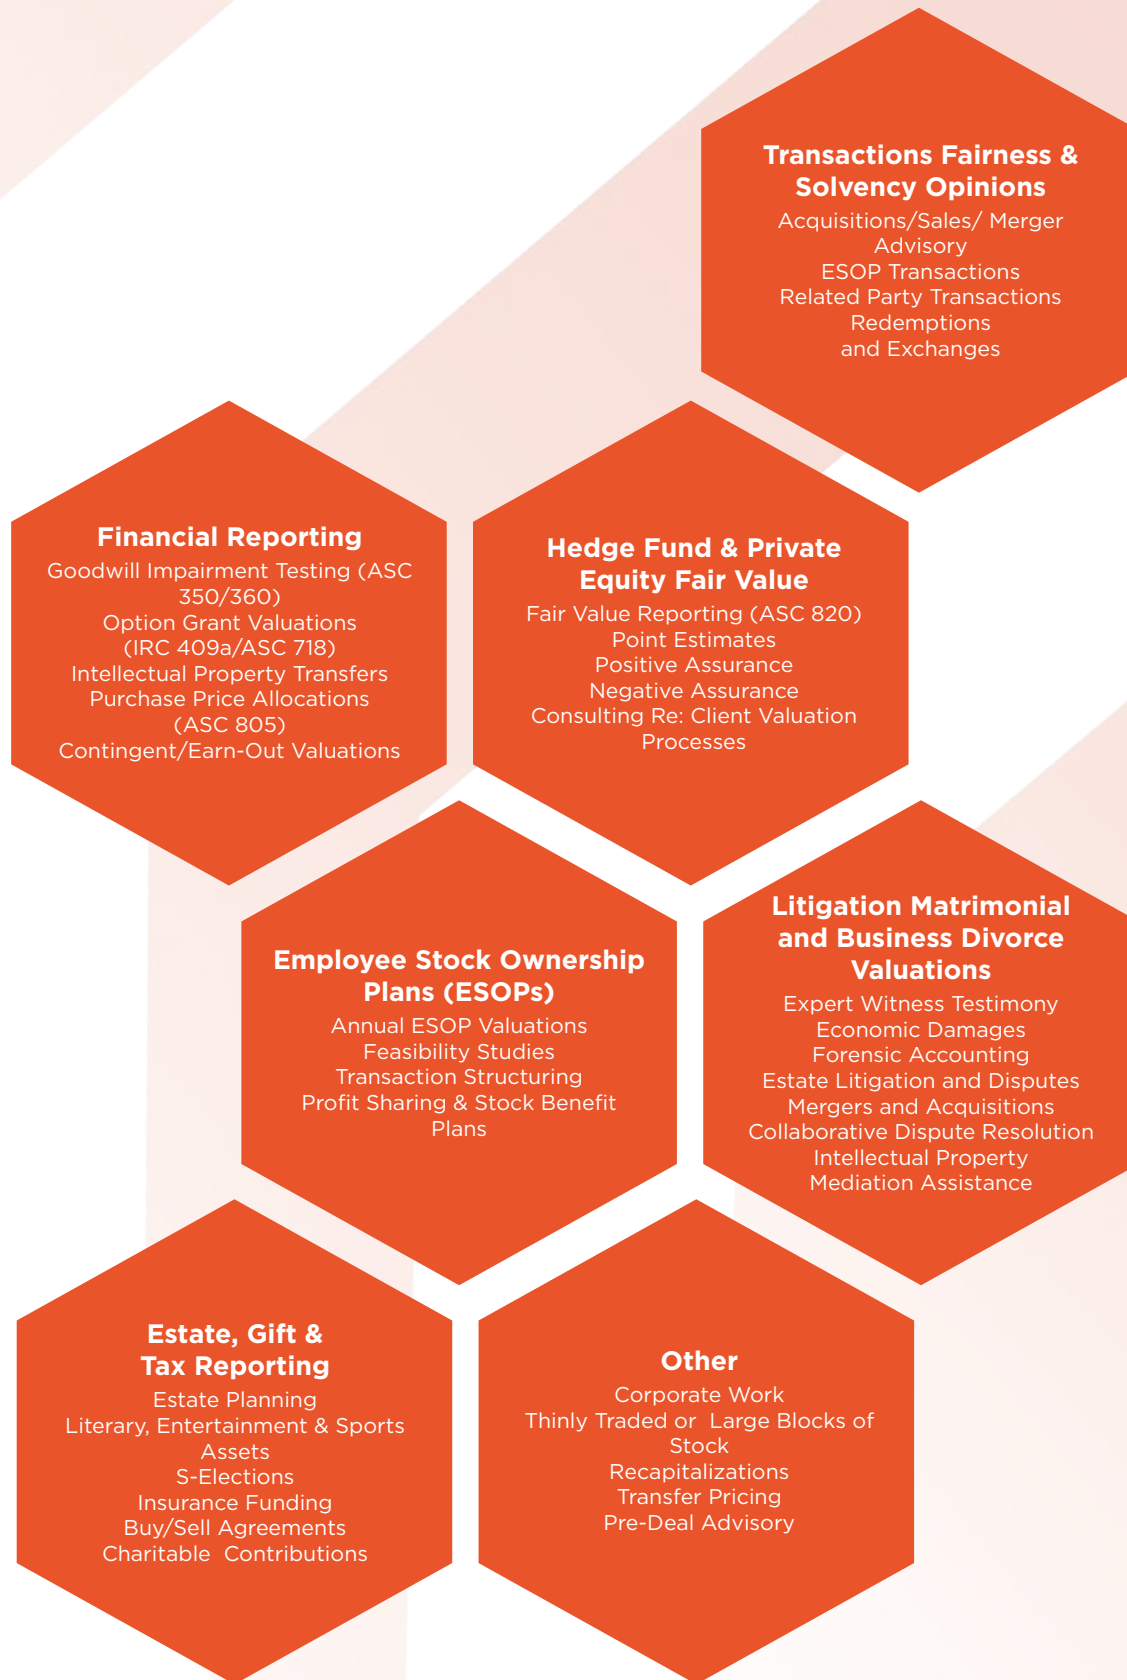 Transactions Fairness &
Solvency Opinions
Acquisitions/Sales/ Merger
Advisory
ESOP Transactions
Related Party Transactions
Redemptions
and Exchanges
Financial Reporting
Goodwill Impairment Testing (ASC
350/360)
Option Grant Valuations
(IRC 409a/ASC 718)
Intellectual Property Transfers
Purchase Price Allocations
(ASC 805)
Contingent/Earn-Out Valuations
Hedge Fund & Private
Equity Fair Value
Fair Value Reporting (ASC 820)
Point Estimates
Positive Assurance
Negative Assurance
Consulting Re: Client Valuation
Processes
Employee Stock Ownership
Plans (ESOPs)
Annual ESOP Valuations
Feasibility Studies
Transaction Structuring
Profit Sharing & Stock Benefit
Plans
Litigation Matrimonial
and Business Divorce
Valuations
Expert Witness Testimony
Economic Damages
Forensic Accounting
Estate Litigation and Disputes
Mergers and Acquisitions
Collaborative Dispute Resolution
Intellectual Property
Mediation Assistance
Estate, Gift &
Tax Reporting
Estate Planning
Literary, Entertainment & Sports
Assets
S-Elections
Insurance Funding
Buy/Sell Agreements
Charitable  Contributions
Other
Corporate Work
Thinly Traded or  Large Blocks of
Stock
Recapitalizations
Transfer Pricing
Pre-Deal Advisory